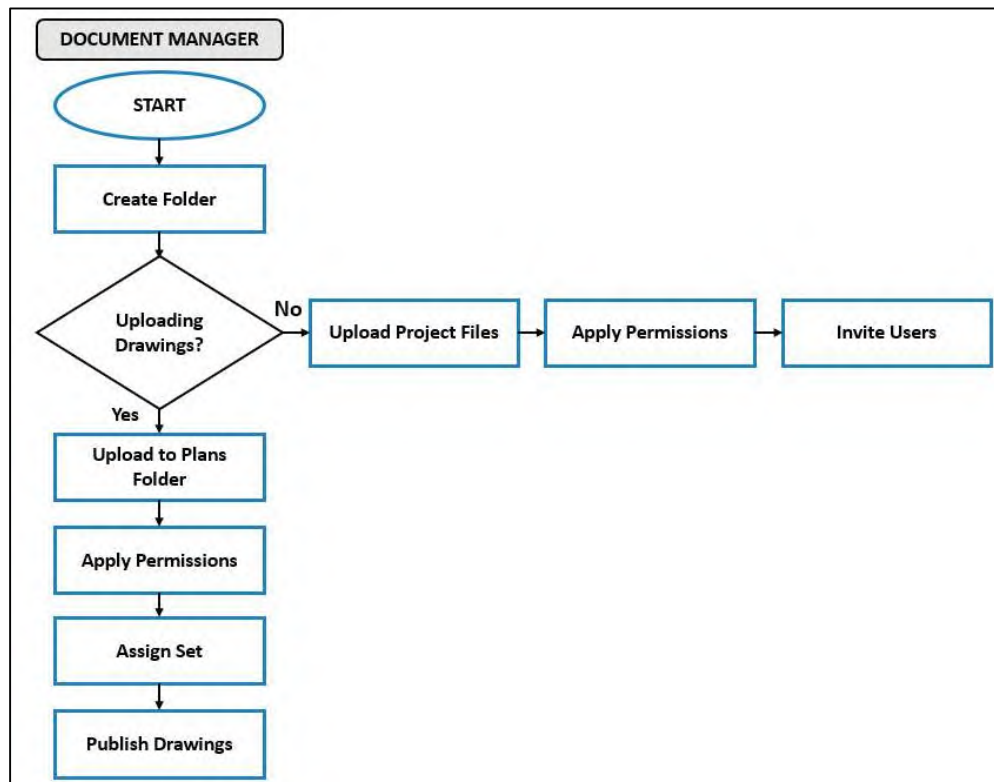 DOCUMENT MANAGER
START
Create Folder
Uploading
Drawings?
No
Upload Project Files
Apply Permissions
Invite Users
Yes
Upload to Plans
Folder
Apply Permissions
Assign Set
Publish Drawings